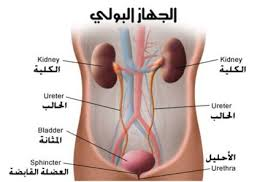 الجهاز البولي
Kidney
الكلية
Kidney
الكلية
Ureter
الحالب
Ureter
الحالب
Bladder
المثانة
Sphincter
العضلة القابضة
الأحليل
Urethra